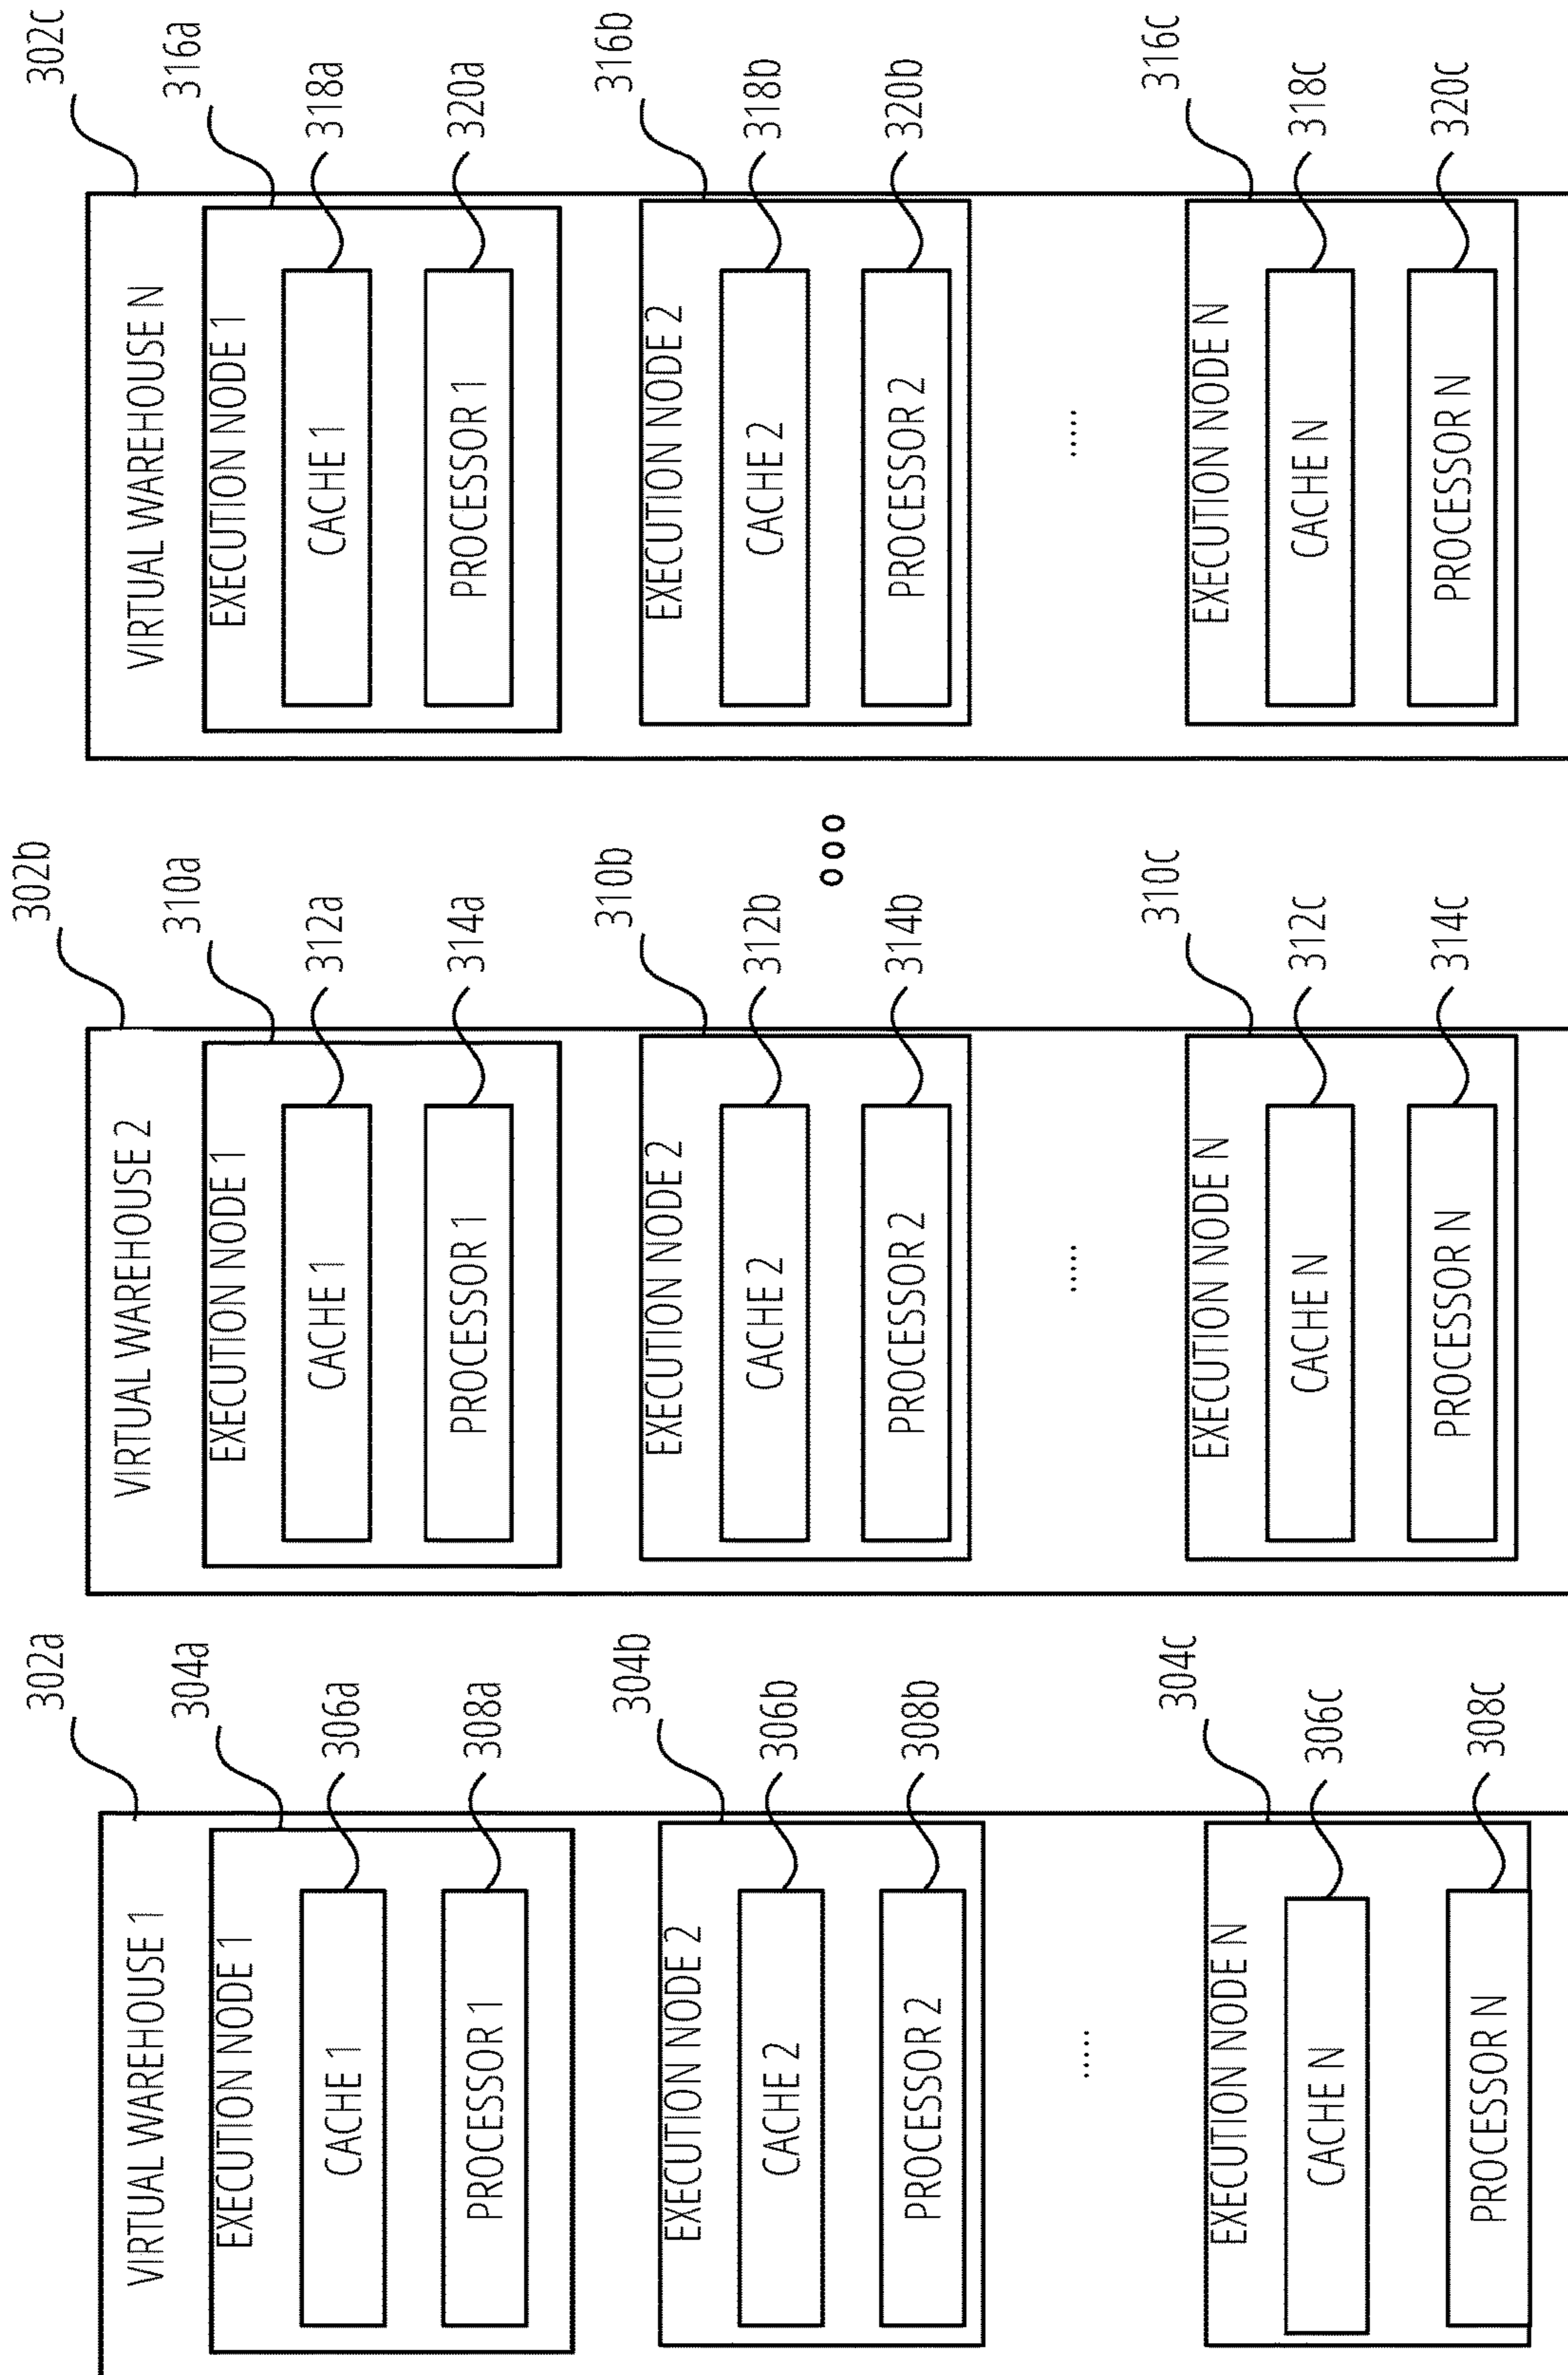 302a
VIRTUAL WAREHOUSE 1
304a
EXECUTION NODE 1
306a
CACHE 1
308a
PROCESSOR 1
304b
EXECUTION NODE 2
306b
CACHE 2
308b
PROCESSOR 2
.....
304c
EXECUTION NODE N
306c
CACHE N
308c
PROCESSOR N
302b
VIRTUAL WAREHOUSE 2
310a
EXECUTION NODE 1
312a
CACHE 1
314a
PROCESSOR 1
310b
EXECUTION NODE 2
312b
CACHE 2
314b
PROCESSOR 2
.....
310c
EXECUTION NODE N
312c
CACHE N
314c
PROCESSOR N
ooo
302c
VIRTUAL WAREHOUSE N
316a
EXECUTION NODE 1
318a
CACHE 1
320a
PROCESSOR 1
316b
EXECUTION NODE 2
318b
CACHE 2
320b
PROCESSOR 2
.....
316c
EXECUTION NODE N
318c
CACHE N
320c
PROCESSOR N